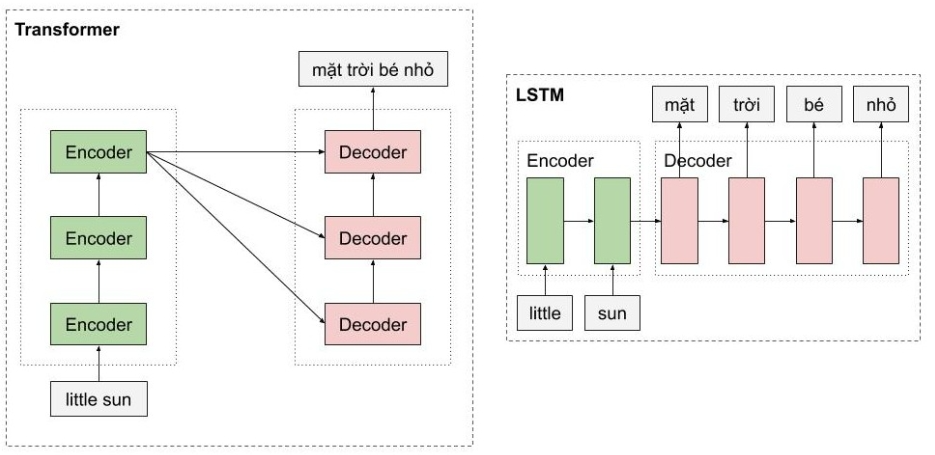 Transformer
mặt trời bé nhỏ
Encoder
Decoder
Encoder
Decoder
Encoder
Decoder
little sun
LSTM
mặt
trời
bé
nhỏ
Encoder
Decoder
little
sun